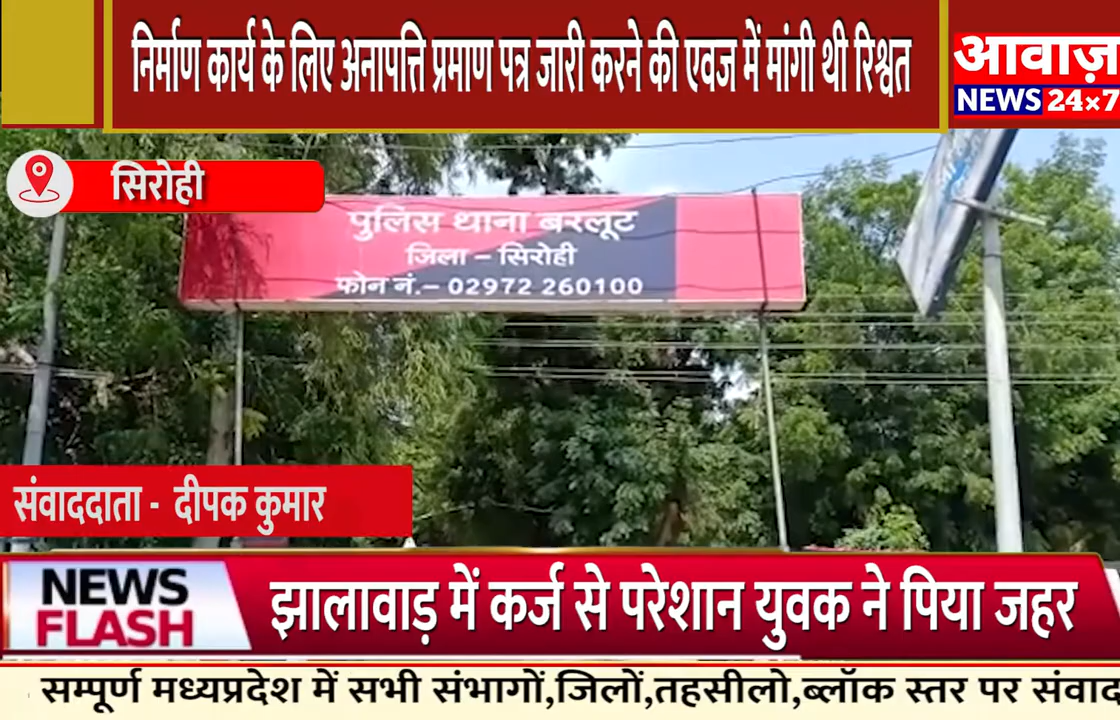 निर्माण कार्य के लिए अनापत्ति प्रमाण पत्र जारी करने की एवज में मांगी थी रिश्वत
आवाज़
NEWS 24×7
सिरोही
पुलिस थाना बरलूट
जिला – सिरोही
फोन नं.– 02972 260100
संवाददाता - दीपक कुमार
NEWS
FLASH
झालावाड़ में कर्ज से परेशान युवक ने पिया जहर
सम्पूर्ण मध्यप्रदेश में सभी संभागों,जिलों,तहसीलो,ब्लॉक स्तर पर संवाद